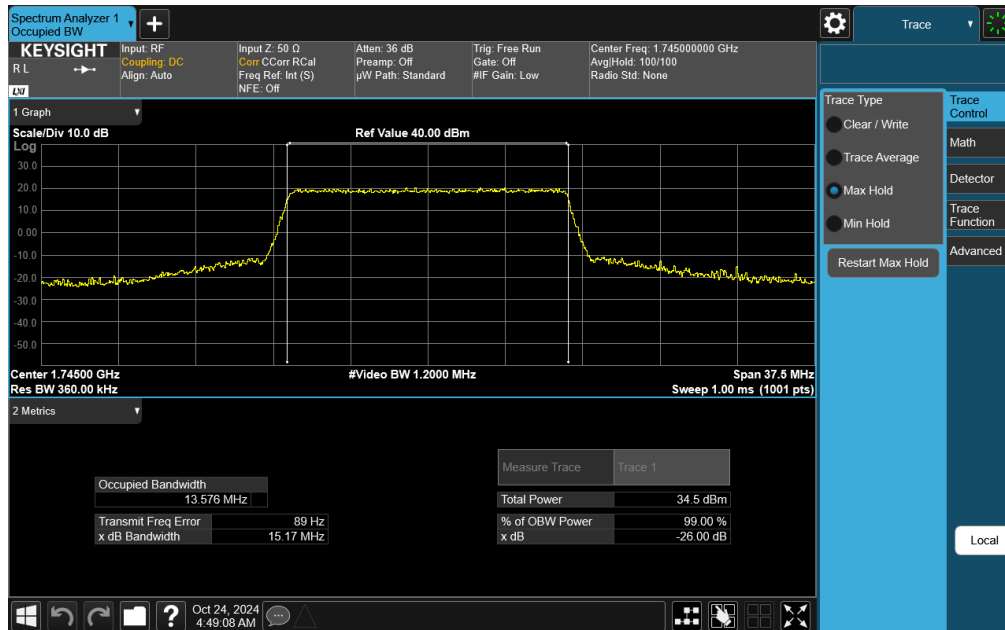 Spectrum Analyzer 1
Occupied BW
Trace
KEYSIGHT
R L
LXI
Input: RF
Coupling: DC
Align: Auto
Input Z: 50 Ω
Corr CCorr RCal
Freq Ref: Int (S)
NFE: Off
Atten: 36 dB
Preamp: Off
µW Path: Standard
Trig: Free Run
Gate: Off
#IF Gain: Low
Center Freq: 1.745000000 GHz
Avg|Hold: 100/100
Radio Std: None
1 Graph
Scale/Div 10.0 dB
Ref Value 40.00 dBm
Log
30.0
20.0
10.0
0.00
-10.0
-20.0
-30.0
-40.0
-50.0
Center 1.74500 GHz
#Video BW 1.2000 MHz
Span 37.5 MHz
Res BW 360.00 kHz
Sweep 1.00 ms (1001 pts)
2 Metrics
Measure Trace
Trace 1
Occupied Bandwidth
13.576 MHz
Total Power
34.5 dBm
Transmit Freq Error
89 Hz
% of OBW Power
99.00 %
x dB Bandwidth
15.17 MHz
x dB
-26.00 dB
Trace Type
Clear / Write
Trace Average
Max Hold
Min Hold
Restart Max Hold
Trace
Control
Math
Detector
Trace
Function
Advanced
Local
?
Oct 24, 2024
4:49:08 AM